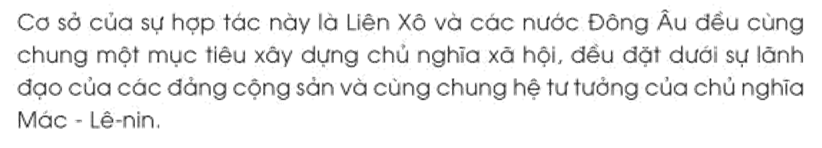 Cơ sở của sự hợp tác này là Liên Xô và các nước Đông Âu đều cùng
chung một mục tiêu xây dựng chủ nghĩa xã hội, đều đặt dưới sự lãnh
đạo của các đảng cộng sản và cùng chung hệ tư tưởng của chủ nghĩa
Mác - Lê-nin.